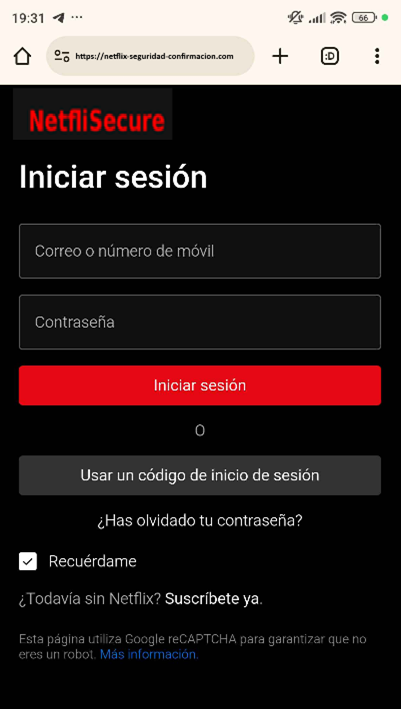 19:31
66
https://netflix-seguridad-confirmacion.com
:D
NetfliSecure
Iniciar sesión
Correo o número de móvil
Contraseña
Iniciar sesión
O
Usar un código de inicio de sesión
¿Has olvidado tu contraseña?
Recuérdame
¿Todavía sin Netflix? Suscríbete ya.
Esta página utiliza Google reCAPTCHA para garantizar que no
eres un robot. Más información.